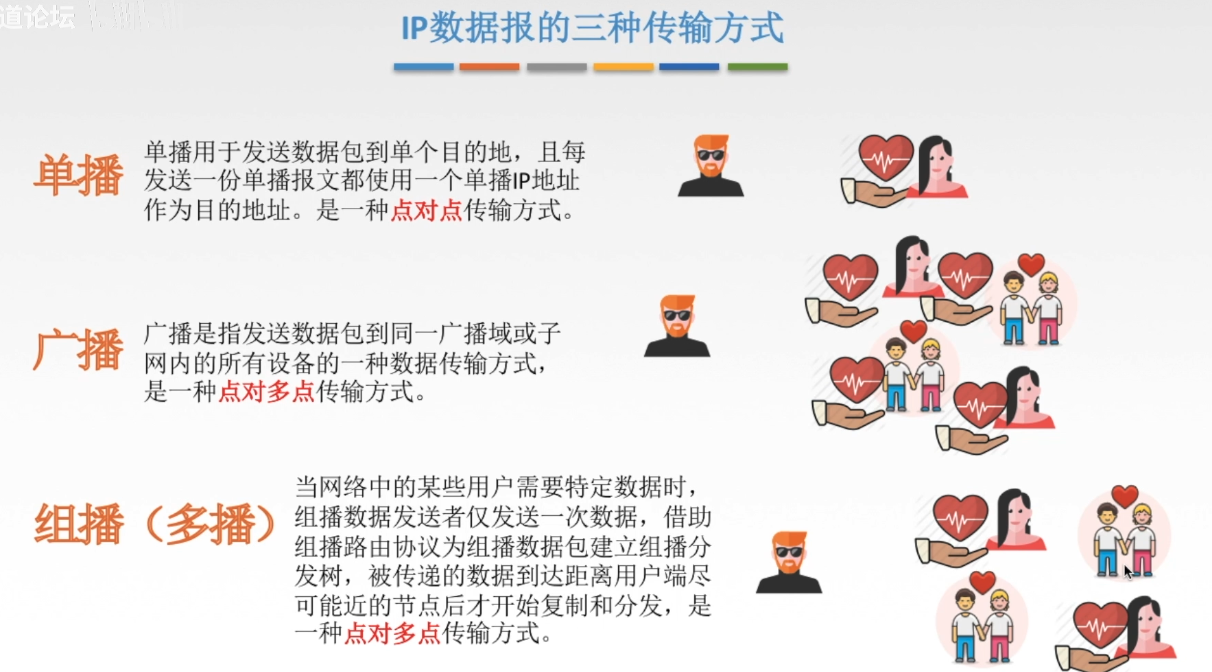 道论坛
IP数据报的三种传输方式
单播
单播用于发送数据包到单个目的地，且每
发送一份单播报文都使用一个单播IP地址
作为目的地址。是一种点对点传输方式。
广播
广播是指发送数据包到同一广播域或子
网内的所有设备的一种数据传输方式，
是一种点对多点传输方式。
组播（多播）
当网络中的某些用户需要特定数据时，
组播数据发送者仅发送一次数据，借助
组播路由协议为组播数据包建立组播分
发树，被传递的数据到达距离用户端尽
可能近的节点后才开始复制和分发，是
一种点对多点传输方式。